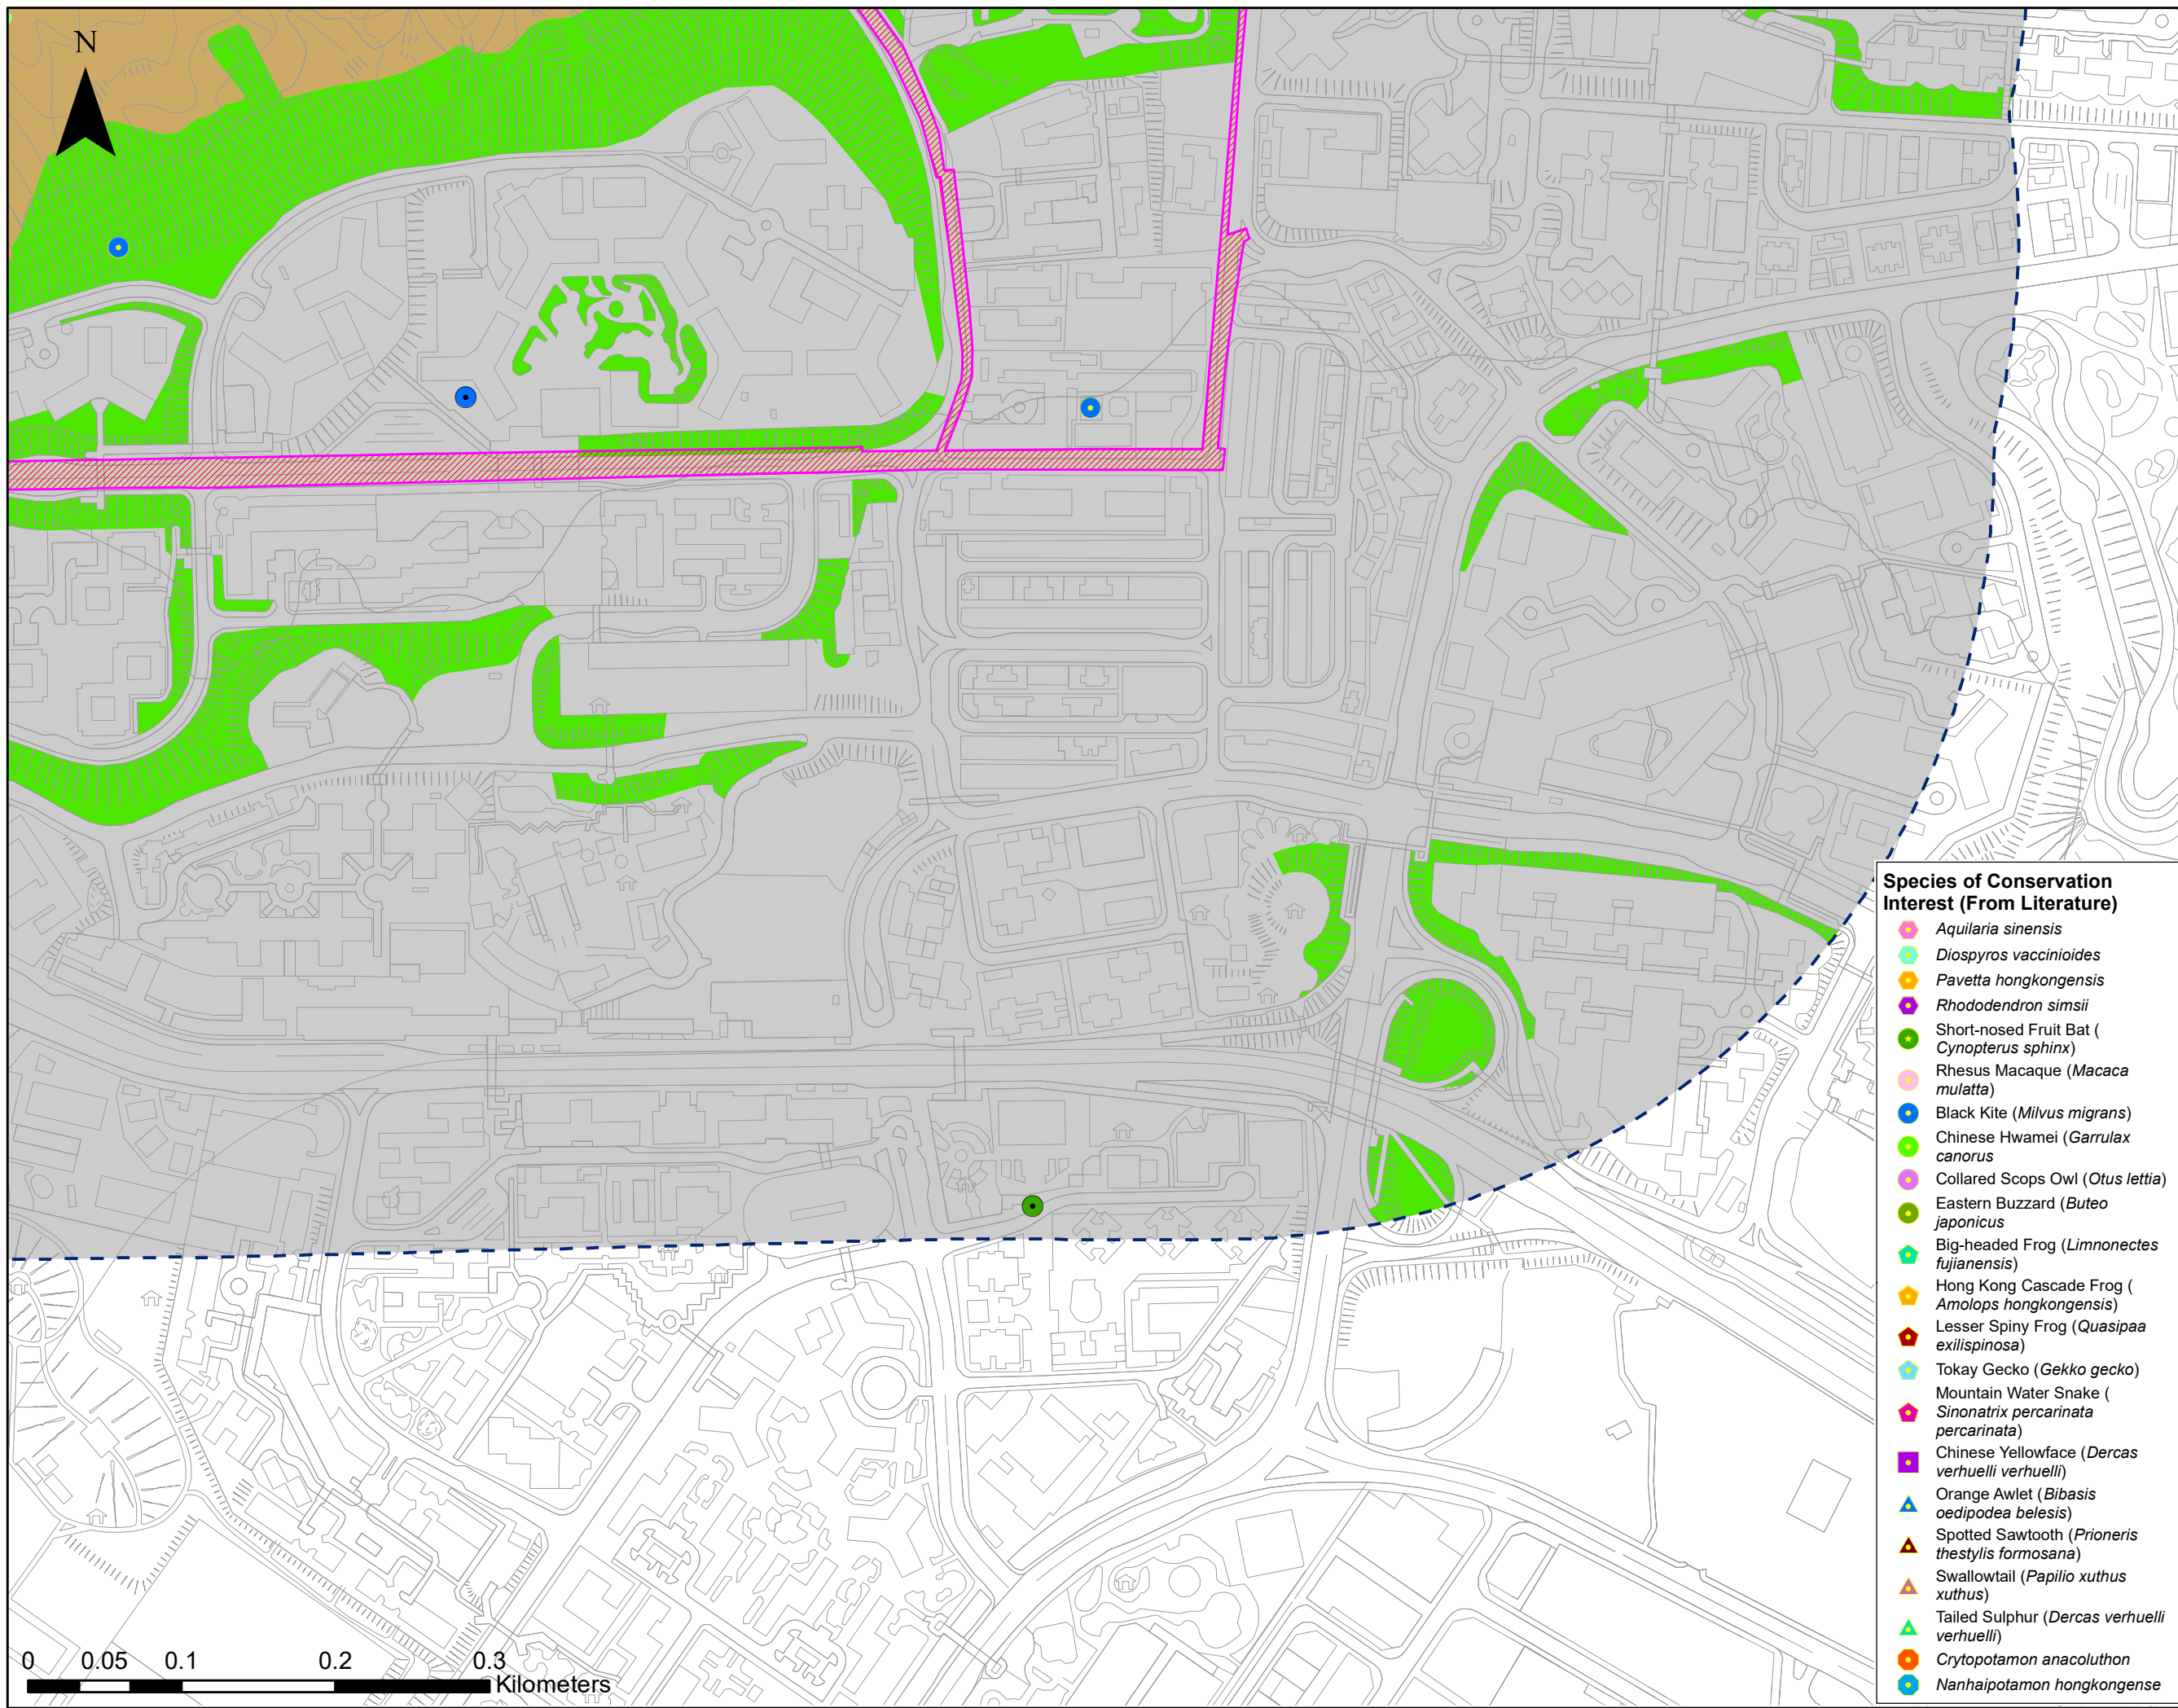 N
Species of Conservation
Interest (From Literature)
Aquilaria sinensis
Diospyros vaccinioides
Pavetta hongkongensis
Rhododendron simsii
Short-nosed Fruit Bat (
Cynopterus sphinx)
Rhesus Macaque (Macaca
mulatta)
Black Kite (Milvus migrans)
Chinese Hwamei (Garrulax
canorus
Collared Scops Owl (Otus lettia)
Eastern Buzzard (Buteo
japonicus
Big-headed Frog (Limnonectes
fujianensis)
Hong Kong Cascade Frog (
Amolops hongkongensis)
Lesser Spiny Frog (Quasipaa
exilispinosa)
Tokay Gecko (Gekko gecko)
Mountain Water Snake (
Sinonatrix percarinata
percarinata)
Chinese Yellowface (Dercas
verhuelli verhuelli)
Orange Awlet (Bibasis
oedipodea belesis)
Spotted Sawtooth (Prioneris
thestylis formosana)
Swallowtail (Papilio xuthus
xuthus)
Tailed Sulphur (Dercas verhuelli
verhuelli)
Crytopotamon anacoluthon
Nanhaipotamon hongkongense
0 0.05 0.1 0.2 0.3
Kilometers